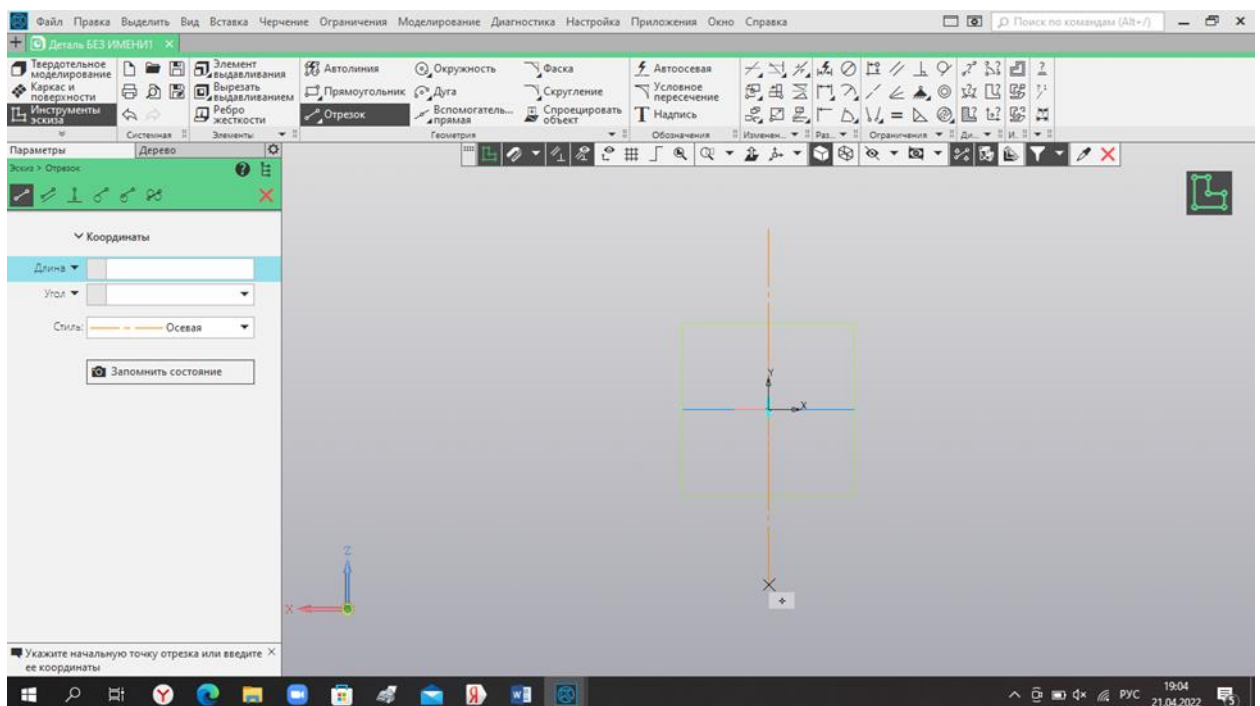 Файл Правка Выделить Вид Вставка Черчение Ограничения Моделирование Диагностика Настройка Приложения Окно Справка
Поиск по командам (Alt+/)
Деталь БЕЗ ИМЕНИ1
Твердотельное
моделирование
Каркас и
поверхности
Инструменты
эскиза
Системная
Элемент
выдавливания
Вырезать
выдавливанием
Ребро
жесткости
Элементы
Автолиния
Окружность
Фаска
Прямоугольник
Дуга
Скругление
Отрезок
Вспомогатель...
прямая
Спроецировать
объект
Геометрия
Автоосевая
Условное
пересечение
Надпись
Обозначения
Изменен...
Раз...
Ограничения
Ди...
И.
Параметры
Дерево
Эскиз > Отрезок
Координаты
Длина
Угол
Стиль:
Осевая
Запомнить состояние
Y
X
Z
X
Укажите начальную точку отрезка или введите
ее координаты
РУС
19:04
21.04.2022